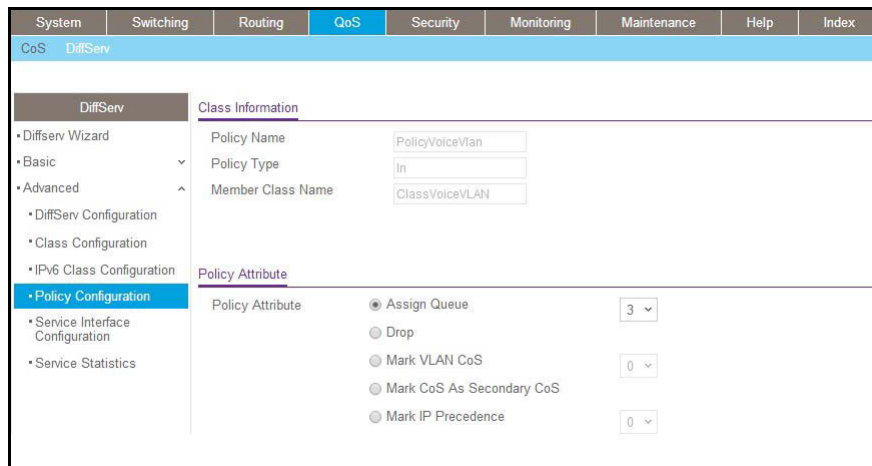 System Switching Routing QoS Security Monitoring Maintenance Help Index
CoS DiffServ
DiffServ
Diffserv Wizard
Basic
Advanced
DiffServ Configuration
Class Configuration
IPv6 Class Configuration
Policy Configuration
Service Interface
Configuration
Service Statistics
Class Information
Policy Name PolicyVoiceVlan
Policy Type In
Member Class Name ClassVoiceVLAN
Policy Attribute
Policy Attribute Assign Queue 3
Drop
Mark VLAN CoS 0
Mark CoS As Secondary CoS
Mark IP Precedence 0